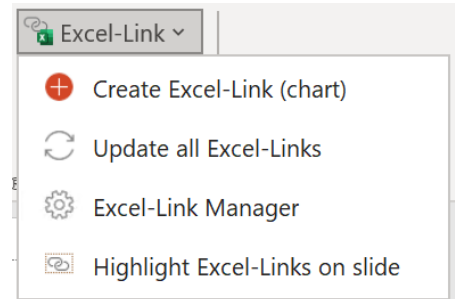 Excel-Link
Create Excel-Link (chart)
Update all Excel-Links
Excel-Link Manager
Highlight Excel-Links on slide